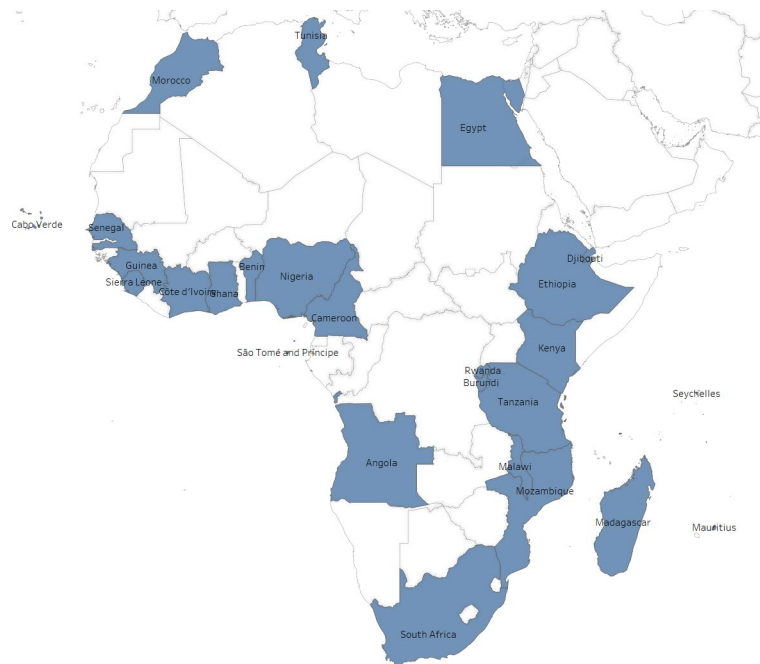 Tunisia
Morocco
Egypt
Cabo Verde
Senegal
Djibouti
Guinea
Benin
Nigeria
Sierra Leone
Côte d'Ivoire
Ghana
Ethiopia
Cameroon
Kenya
São Tomé and Príncipe
Rwanda
Burundi
Seychelles
Tanzania
Angola
Malawi
Mozambique
Madagascar
Mauritius
South Africa